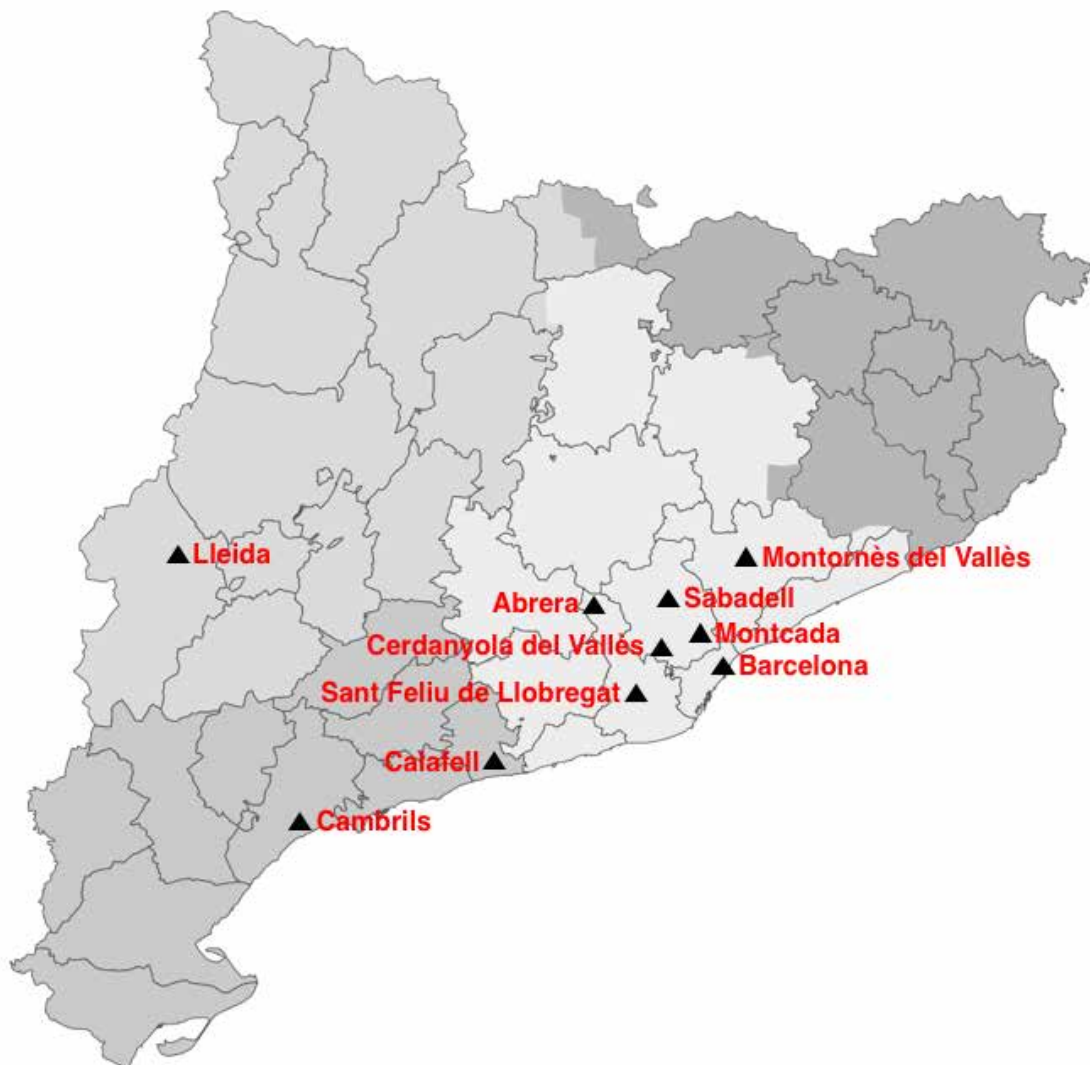 Lleida
Montornès del Vallès
Abrera
Sabadell
Cerdanyola del Vallès
Montcada
Barcelona
Sant Feliu de Llobregat
Calafell
Cambrils